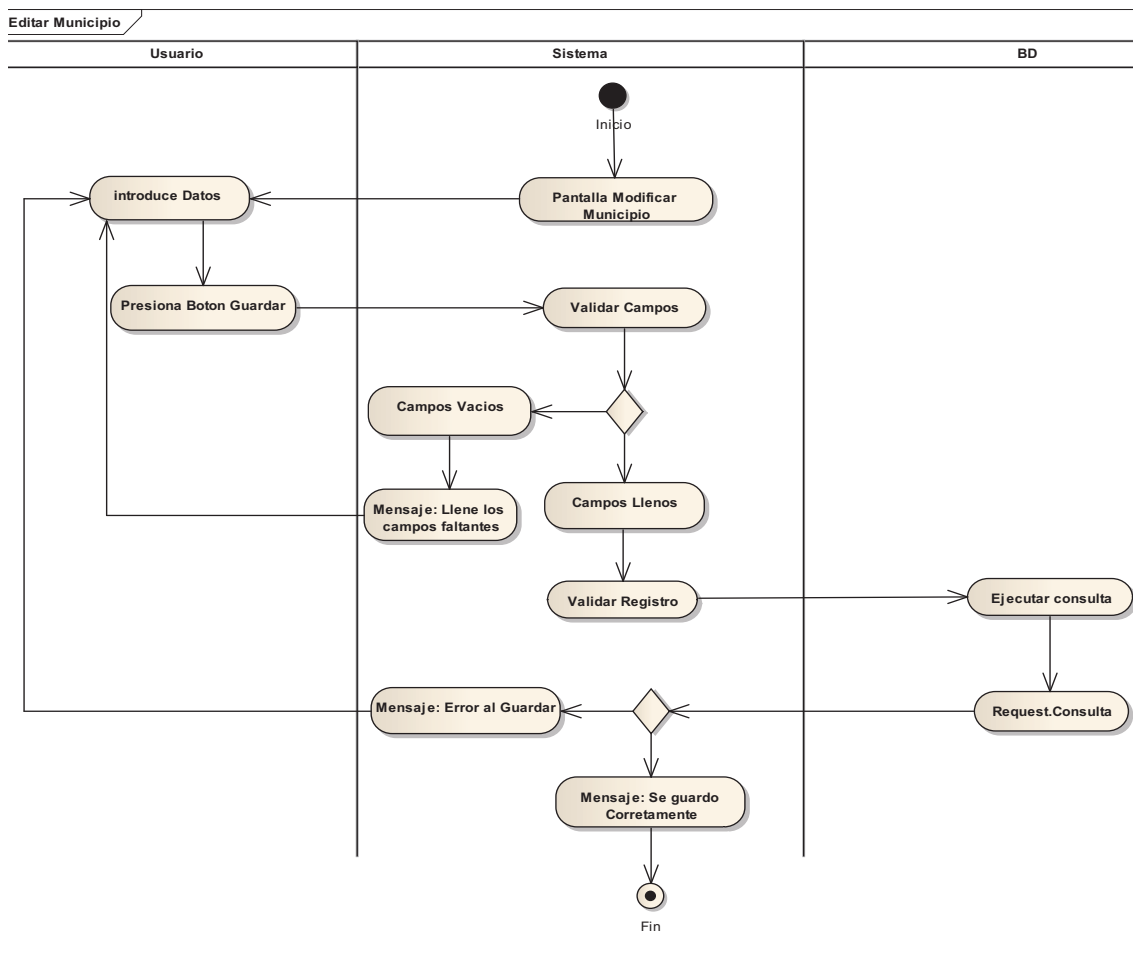 Editar Municipio
Usuario
Sistema
BD
Inicio
introduce Datos
Pantalla Modificar
Municipio
Presiona Boton Guardar
Validar Campos
Campos Vacios
Mensaje: Llene los
campos faltantes
Campos Llenos
Validar Registro
Ejecutar consulta
Mensaje: Error al Guardar
Request.Consulta
Mensaje: Se guardo
Corretamente
Fin